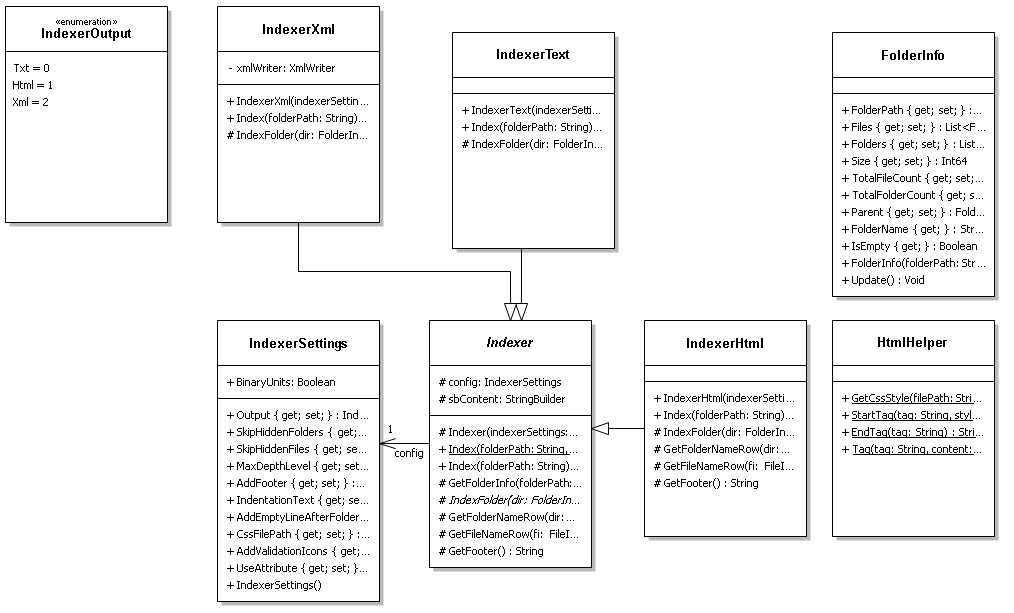 «enumeration»
IndexerOutput
Txt = 0
Html = 1
Xml = 2
IndexerXml
- xmlWriter: XmlWriter
+ IndexerXml(indexerSettin...
+ Index(folderPath: String)...
# IndexFolder(dir: FolderIn...
IndexerText
+ IndexerText(indexerSetti...
+ Index(folderPath: String)...
# IndexFolder(dir: FolderIn...
FolderInfo
+ FolderPath { get; set; } :...
+ Files { get; set; } : List<F...
+ Folders { get; set; } : List...
+ Size { get; set; } : Int64
+ TotalFileCount { get; set;...
+ TotalFolderCount { get; s...
+ Parent { get; set; } : Fold...
+ FolderName { get; } : Str...
+ IsEmpty { get; } : Boolean
+ FolderInfo(folderPath: Str...
+ Update() : Void
IndexerSettings
+ BinaryUnits: Boolean
+ Output { get; set; } : Ind...
+ SkipHiddenFolders { get;...
+ SkipHiddenFiles { get; se...
+ MaxDepthLevel { get; set...
+ AddFooter { get; set; } :...
+ IndentationText { get; se...
+ AddEmptyLineAfterFolder...
+ CssFilePath { get; set; } :...
+ AddValidationIcons { get;...
+ UseAttribute { get; set; }...
+ IndexerSettings()
1
config
Indexer
# config: IndexerSettings
# sbContent: StringBuilder
# Indexer(indexerSettings:...
+ Index(folderPath: String,...
+ Index(folderPath: String)...
# GetFolderInfo(folderPath:...
# IndexFolder(dir: FolderIn...
# GetFolderNameRow(dir: ...
# GetFileNameRow(fi: FileI...
# GetFooter() : String
IndexerHtml
+ IndexerHtml(indexerSetti...
+ Index(folderPath: String)...
# IndexFolder(dir: FolderIn...
# GetFolderNameRow(dir: ...
# GetFileNameRow(fi: FileI...
# GetFooter() : String
HtmlHelper
+ GetCssStyle(filePath: Stri...
+ StartTag(tag: String, styl...
+ EndTag(tag: String) : Stri...
+ Tag(tag: String, content:...